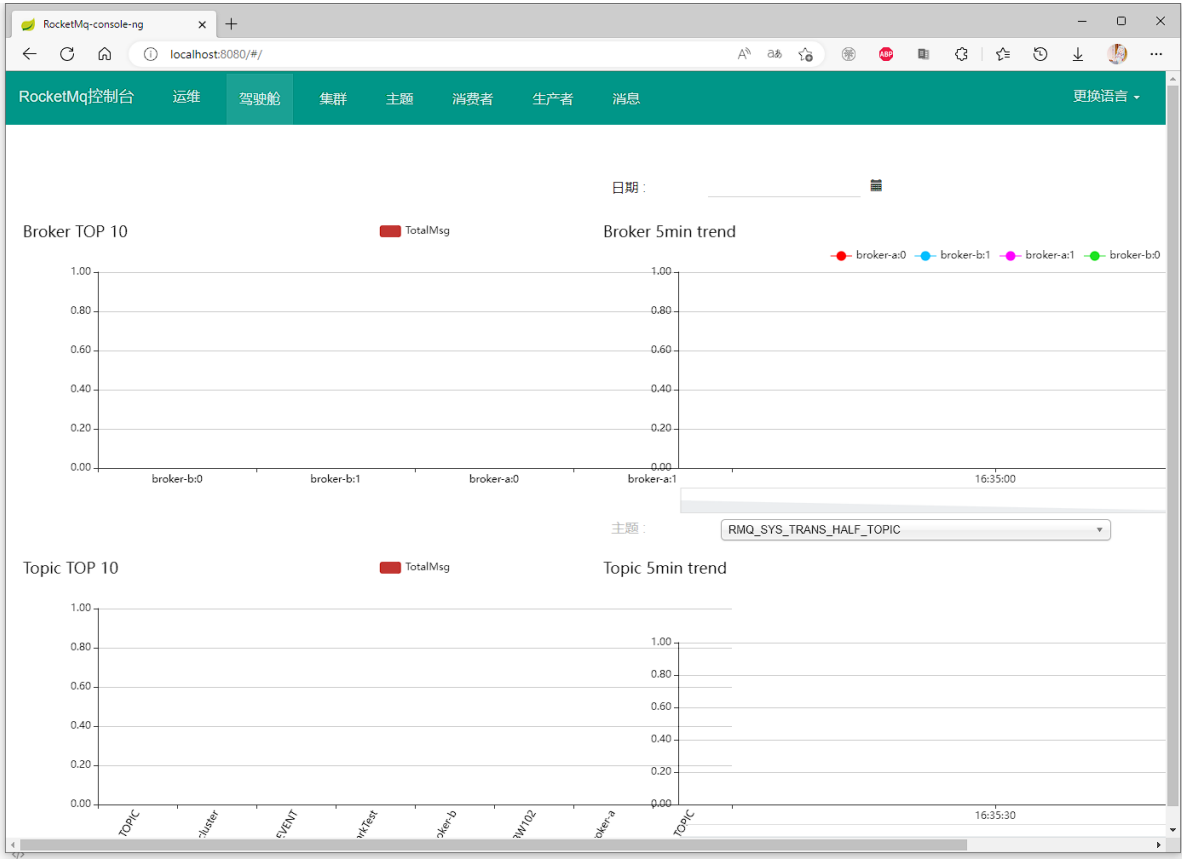 RocketMq-console-ng
localhost:8080/#/
RocketMq控制台 运维 驾驶舱 集群 主题 消费者 生产者 消息 更换语言
日期 :
Broker TOP 10
TotalMsg
1.00
0.80
0.60
0.40
0.20
0.00
broker-b:0 broker-b:1 broker-a:0 broker-a:1
Broker 5min trend
broker-a:0 broker-b:1 broker-a:1 broker-b:0
1.00
0.80
0.60
0.40
0.20
0.00
16:35:00
主题 : RMQ_SYS_TRANS_HALF_TOPIC
Topic TOP 10
TotalMsg
1.00
0.80
0.60
0.40
0.20
0.00
TOPIC
cluster
EVENT
rkTest
oker-b
W102
oker-a
TOPIC
Topic 5min trend
1.00
0.80
0.60
0.40
0.20
0.00
16:35:30